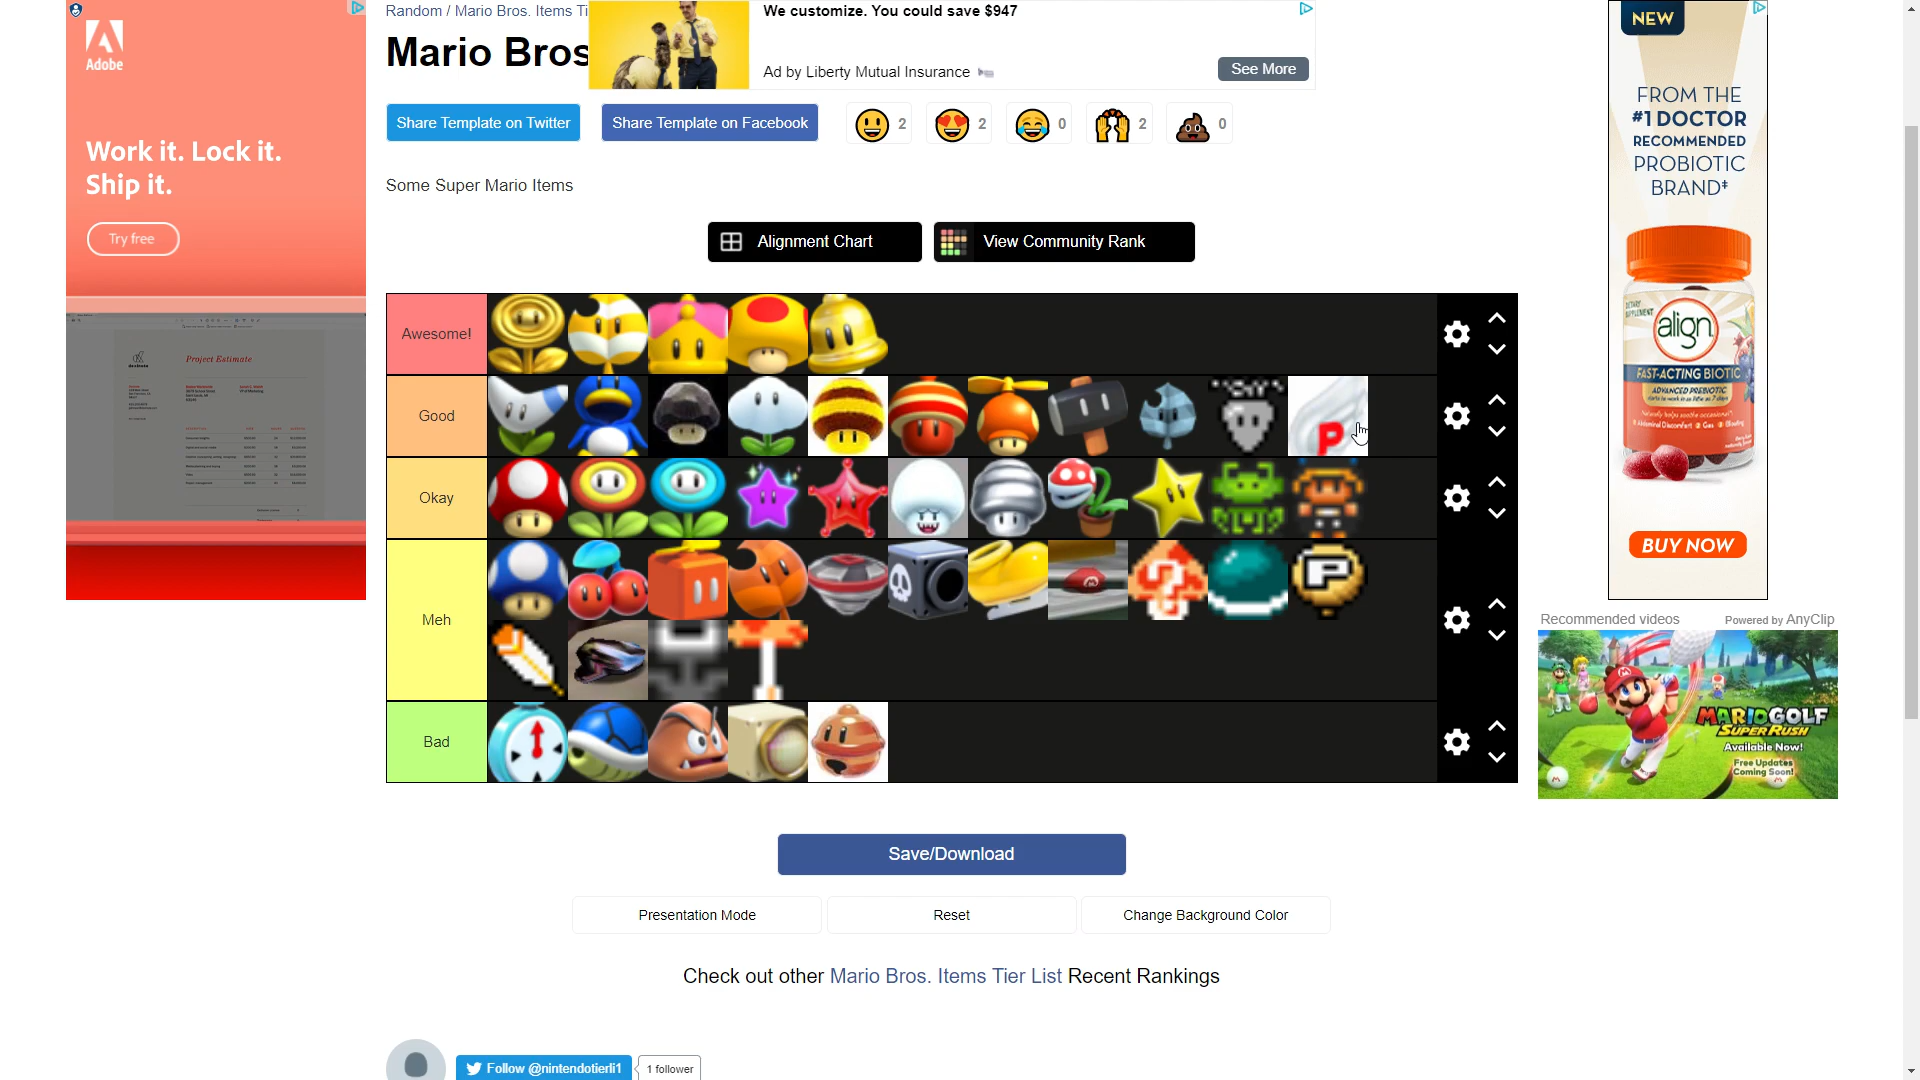 Adobe
Work it. Lock it.
Ship it.
Try free
Project Estimate
Random / Mario Bros. Items Ti
Mario Bros
We customize. You could save $947
Ad by Liberty Mutual Insurance
See More
Share Template on Twitter
Share Template on Facebook
2
2
0
2
0
Some Super Mario Items
Alignment Chart
View Community Rank
Awesome!
Good
P
Okay
Meh
P
Bad
Save/Download
Presentation Mode
Reset
Change Background Color
Check out other Mario Bros. Items Tier List Recent Rankings
Follow @nintendotierli1
1 follower
NEW
FROM THE
#1 DOCTOR
RECOMMENDED
PROBIOTIC
BRAND‡
align
FAST-ACTING BIOTIC
ADVANCED PREBIOTIC
BUY NOW
Recommended videos
Powered by AnyClip
MARIO GOLF
SUPER RUSH
Available Now!
Free Updates
Coming Soon!